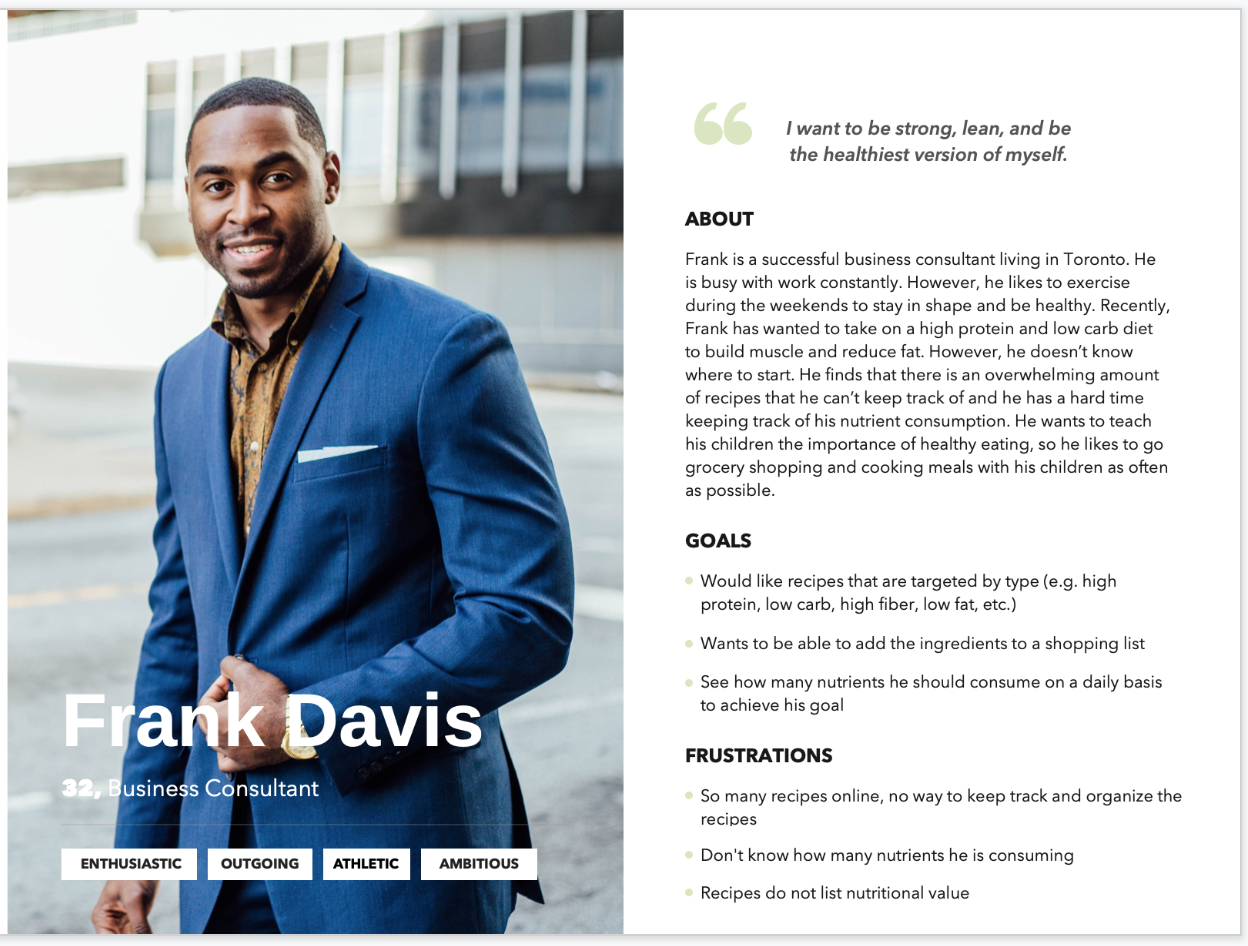 I want to be strong, lean, and be
the healthiest version of myself.
ABOUT
Frank is a successful business consultant living in Toronto. He
is busy with work constantly. However, he likes to exercise
during the weekends to stay in shape and be healthy. Recently,
Frank has wanted to take on a high protein and low carb diet
to build muscle and reduce fat. However, he doesn’t know
where to start. He finds that there is an overwhelming amount
of recipes that he can’t keep track of and he has a hard time
keeping track of his nutrient consumption. He wants to teach
his children the importance of healthy eating, so he likes to go
grocery shopping and cooking meals with his children as often
as possible.
GOALS
Would like recipes that are targeted by type (e.g. high
protein, low carb, high fiber, low fat, etc.)
Wants to be able to add the ingredients to a shopping list
See how many nutrients he should consume on a daily basis
to achieve his goal
FRUSTRATIONS
So many recipes online, no way to keep track and organize the
recipes
Don't know how many nutrients he is consuming
Recipes do not list nutritional value
Frank Davis
32, Business Consultant
ENTHUSIASTIC OUTGOING ATHLETIC AMBITIOUS